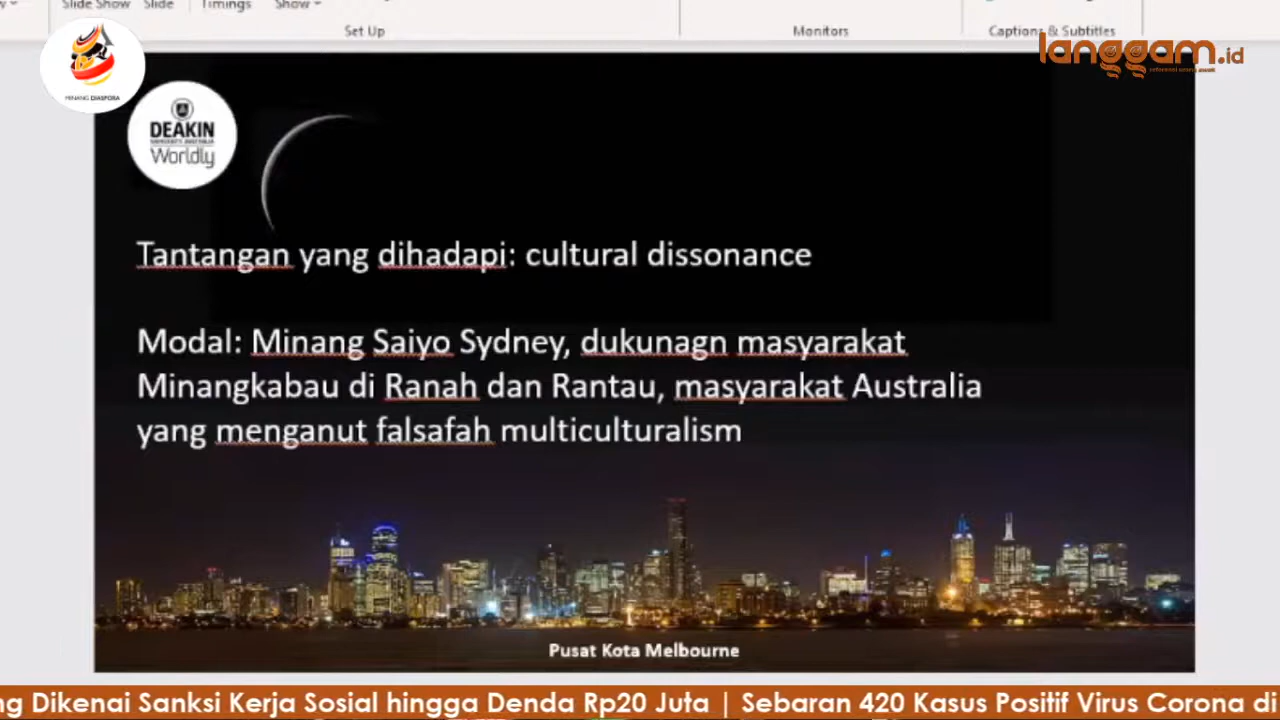 Slide Show Slide Timings Show
Set Up
Monitors
Captions & Subtitles
langgam.id
MINANG DIASPORA
DEAKIN
Worldly
Tantangan yang dihadapi: cultural dissonance
Modal: Minang Saiyo Sydney, dukunagn masyarakat
Minangkabau di Ranah dan Rantau, masyarakat Australia
yang menganut falsafah multiculturalism
Pusat Kota Melbourne
ng Dikenai Sanksi Kerja Sosial hingga Denda Rp20 Juta | Sebaran 420 Kasus Positif Virus Corona di